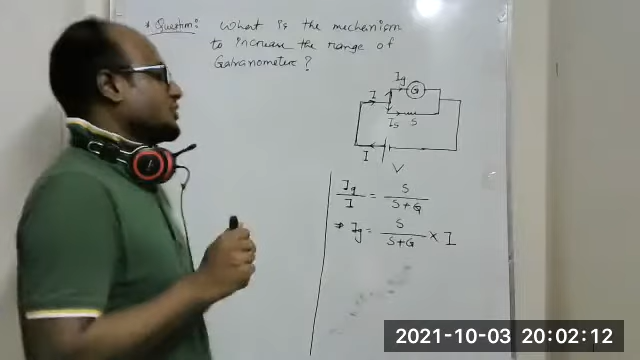 * Question: What is the mechanism
to increase the range of
Galvanometer ?
Ig
G
I
Is S
I
V
Ig/I = S/(S+G)
⇒ Ig = S/(S+G) × I
2021-10-03 20:02:12